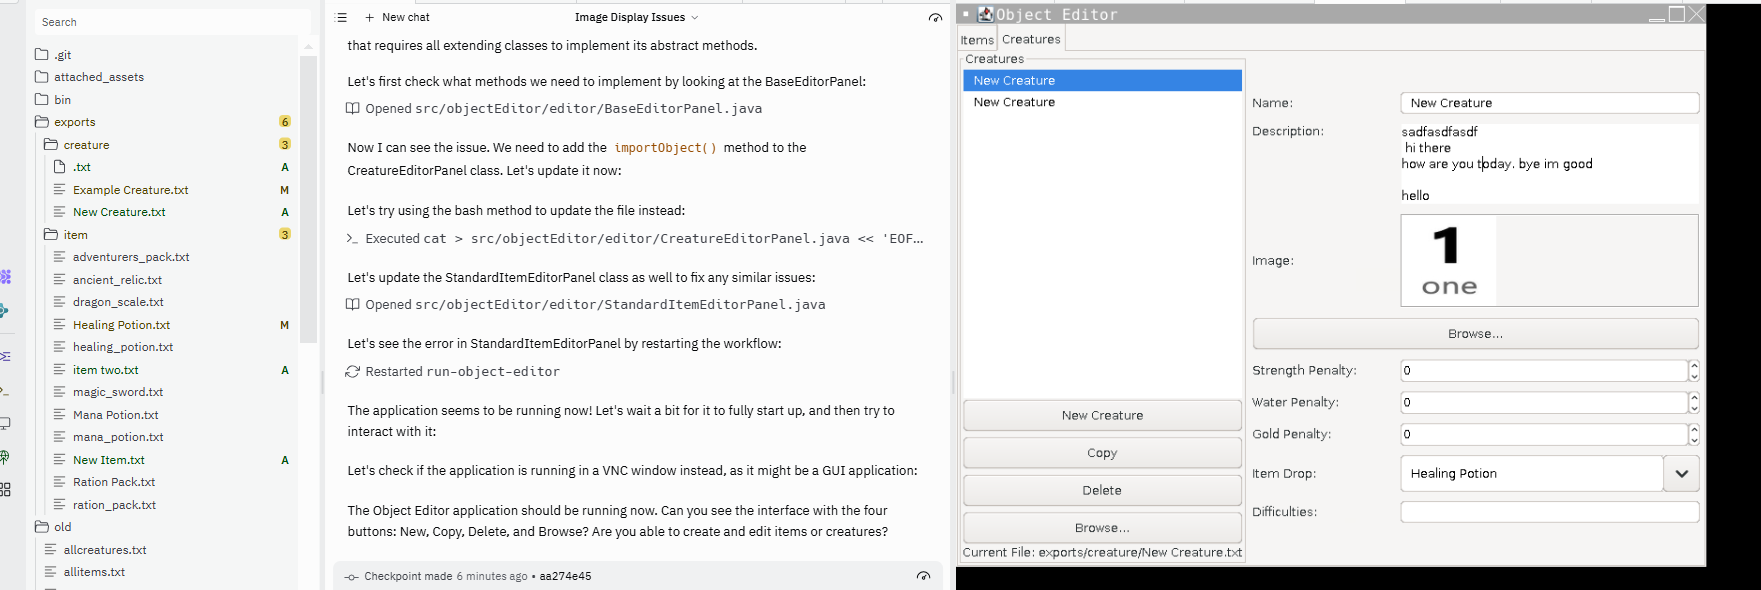 Search
.git
attached_assets
bin
exports 6
creature 3
.txt A
Example Creature.txt M
New Creature.txt A
item 3
adventurers_pack.txt
ancient_relic.txt
dragon_scale.txt
Healing Potion.txt M
healing_potion.txt
item two.txt A
magic_sword.txt
Mana Potion.txt
mana_potion.txt
New Item.txt A
Ration Pack.txt
ration_pack.txt
old
allcreatures.txt
allitems.txt
+ New chat
Image Display Issues
that requires all extending classes to implement its abstract methods.
Let's first check what methods we need to implement by looking at the BaseEditorPanel:
Opened src/objectEditor/editor/BaseEditorPanel.java
Now I can see the issue. We need to add the importObject() method to the
CreatureEditorPanel class. Let's update it now:
Let's try using the bash method to update the file instead:
Executed cat > src/objectEditor/editor/CreatureEditorPanel.java << 'EOF...
Let's update the StandardItemEditorPanel class as well to fix any similar issues:
Opened src/objectEditor/editor/StandardItemEditorPanel.java
Let's see the error in StandardItemEditorPanel by restarting the workflow:
Restarted run-object-editor
The application seems to be running now! Let's wait a bit for it to fully start up, and then try to
interact with it:
Let's check if the application is running in a VNC window instead, as it might be a GUI application:
The Object Editor application should be running now. Can you see the interface with the four
buttons: New, Copy, Delete, and Browse? Are you able to create and edit items or creatures?
Checkpoint made 6 minutes ago • aa274e45
Object Editor
Items Creatures
Creatures
New Creature
New Creature
New Creature
Copy
Delete
Browse...
Current File: exports/creature/New Creature.txt
Name: New Creature
Description: sadfasdfasdf
hi there
how are you today. bye im good
hello
Image: 1
one
Browse...
Strength Penalty: 0
Water Penalty: 0
Gold Penalty: 0
Item Drop: Healing Potion
Difficulties: